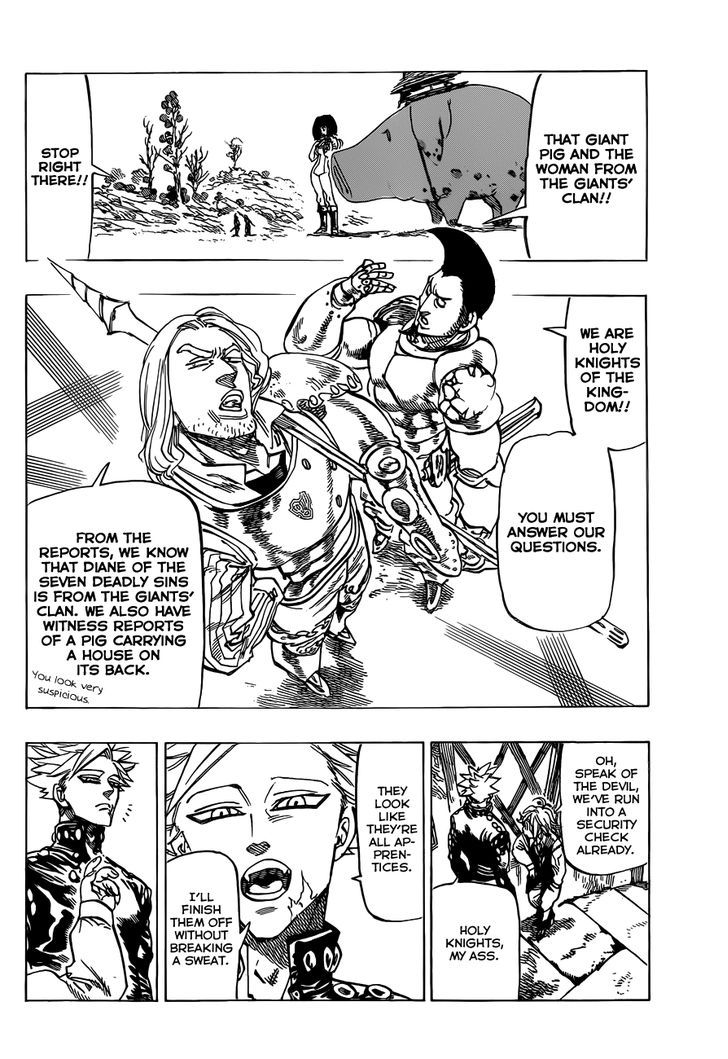 THAT GIANT
PIG AND THE
WOMAN FROM
THE GIANTS'
CLAN!!
STOP
RIGHT
THERE!!
WE ARE
HOLY
KNIGHTS
OF THE
KING-
DOM!!
YOU MUST
ANSWER OUR
QUESTIONS.
FROM THE
REPORTS, WE KNOW
THAT DIANE OF THE
SEVEN DEADLY SINS
IS FROM THE GIANTS'
CLAN. WE ALSO HAVE
WITNESS REPORTS
OF A PIG CARRYING
A HOUSE ON
ITS BACK.
You look very
suspicious.
OH,
SPEAK OF
THE DEVIL,
WE'VE RUN
INTO A
SECURITY
CHECK
ALREADY.
HOLY
KNIGHTS,
MY ASS.
THEY
LOOK
LIKE
THEY'RE
ALL AP-
PREN-
TICES.
I'LL
FINISH
THEM OFF
WITHOUT
BREAKING
A SWEAT.